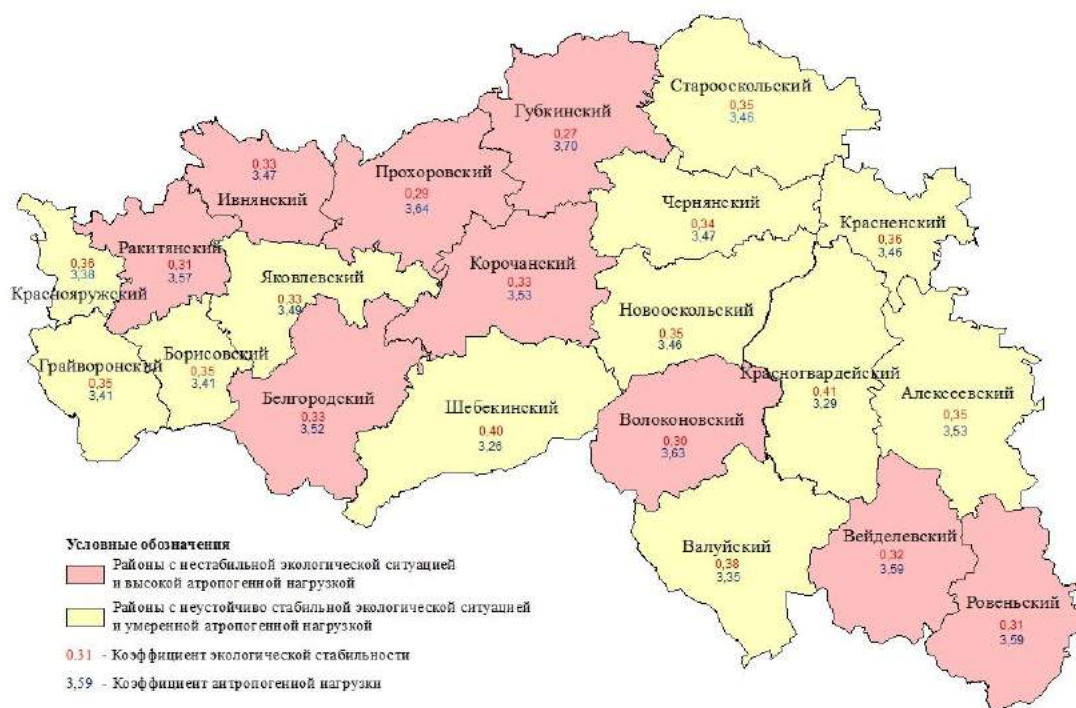 Старооскольский
0,35
3,46
Губкинский
0,27
3,70
Прохоровский
0,29
3,64
0,33
3,47
Ивнянский
Чернянский
0,34
3,47
Красненский
0,36
3,46
Ракитянский
0,31
3,57
0,36
3,38
Краснояружский
Яковлевский
0,33
3,49
Корочанский
0,33
3,53
Новооскольский
0,35
3,46
Грайворонский
0,35
3,41
Борисовский
0,35
3,41
Белгородский
0,33
3,52
Шебекинский
0,40
3,26
Волоконовский
0,30
3,63
Красногвардейский
0,41
3,29
Алексеевский
0,35
3,53
Валуйский
0,38
3,35
Вейделевский
0,32
3,59
Ровеньский
0,31
3,59
Условные обозначения
Районы с нестабильной экологической ситуацией
и высокой атропогенной нагрузкой
Районы с неустойчиво стабильной экологической ситуацией
и умеренной атропогенной нагрузкой
0,31 - Коэффициент экологической стабильности
3,59 - Коэффициент антропогенной нагрузки